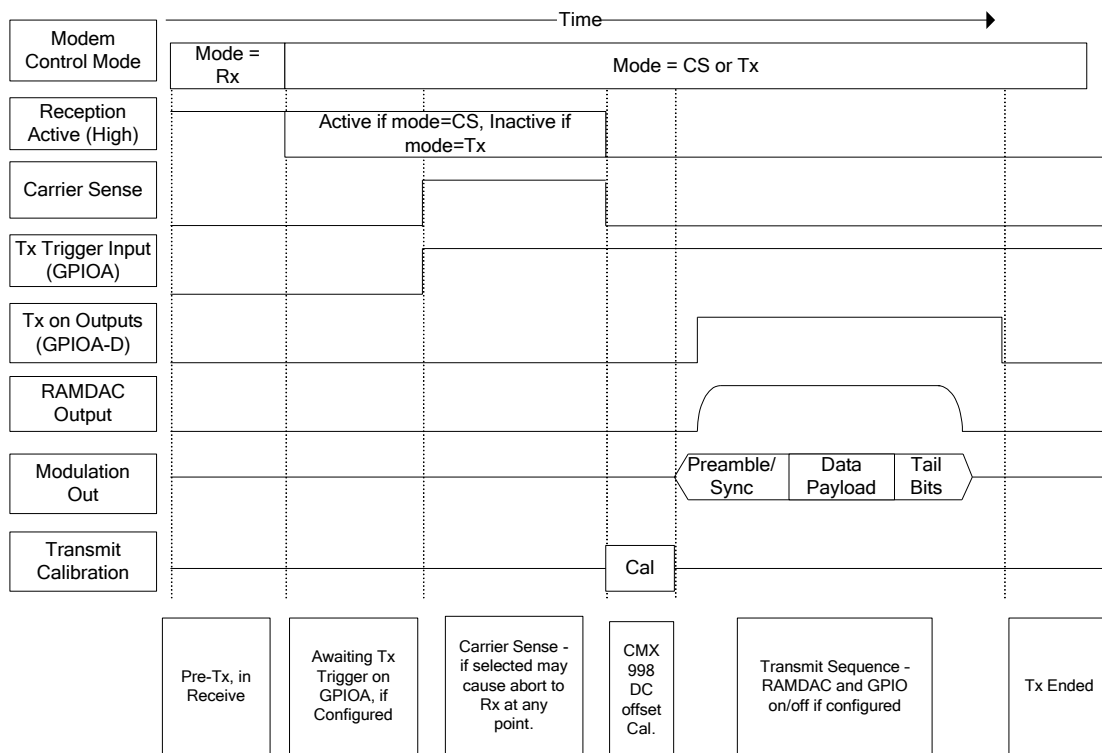 Time
Modem
Control Mode
Mode =
Rx
Mode = CS or Tx
Reception
Active (High)
Active if mode=CS, Inactive if
mode=Tx
Carrier Sense
Tx Trigger Input
(GPIOA)
Tx on Outputs
(GPIOA-D)
RAMDAC
Output
Modulation
Out
Preamble/
Sync
Data
Payload
Tail
Bits
Transmit
Calibration
Cal
Pre-Tx, in
Receive
Awaiting Tx
Trigger on
GPIOA, if
Configured
Carrier Sense -
if selected may
cause abort to
Rx at any
point.
CMX
998
DC
offset
Cal.
Transmit Sequence -
RAMDAC and GPIO
on/off if configured
Tx Ended